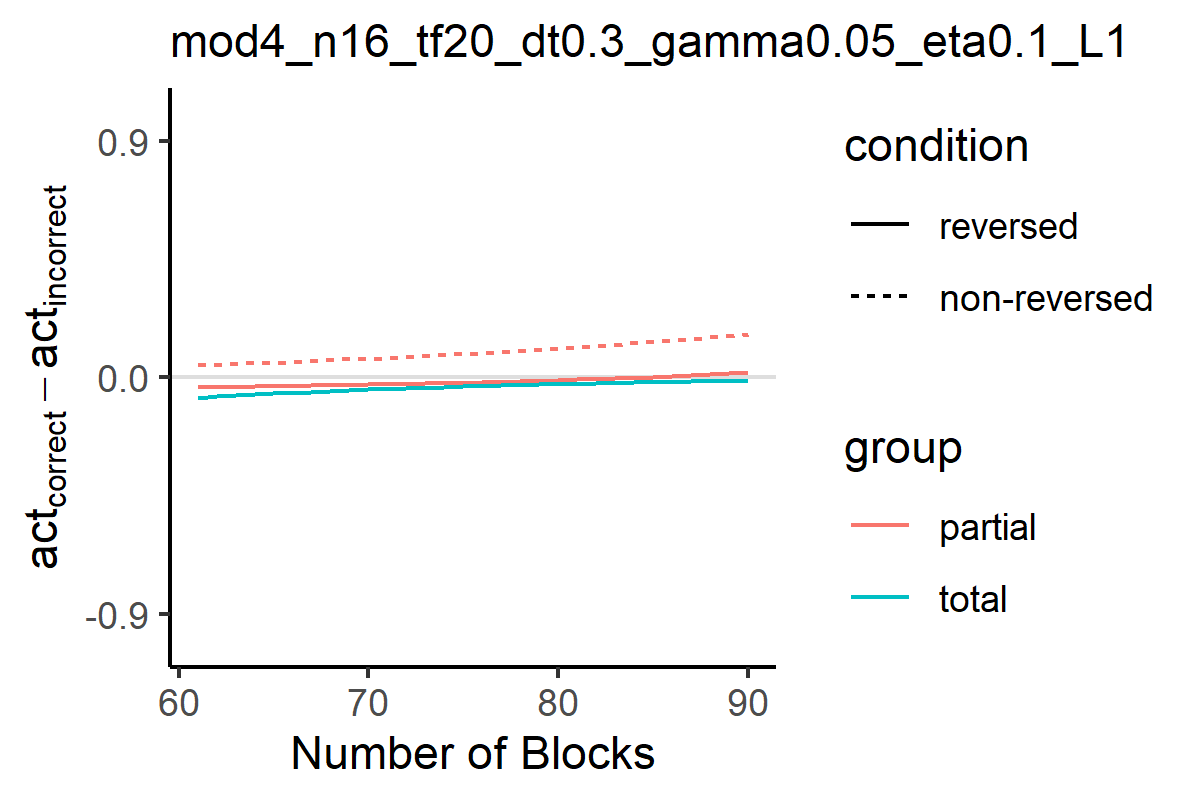 mod4_n16_tf20_dt0.3_gamma0.05_eta0.1_L1
act_correct − act_incorrect
0.9
0.0
-0.9
60 70 80 90
Number of Blocks
condition
reversed
non-reversed
group
partial
total